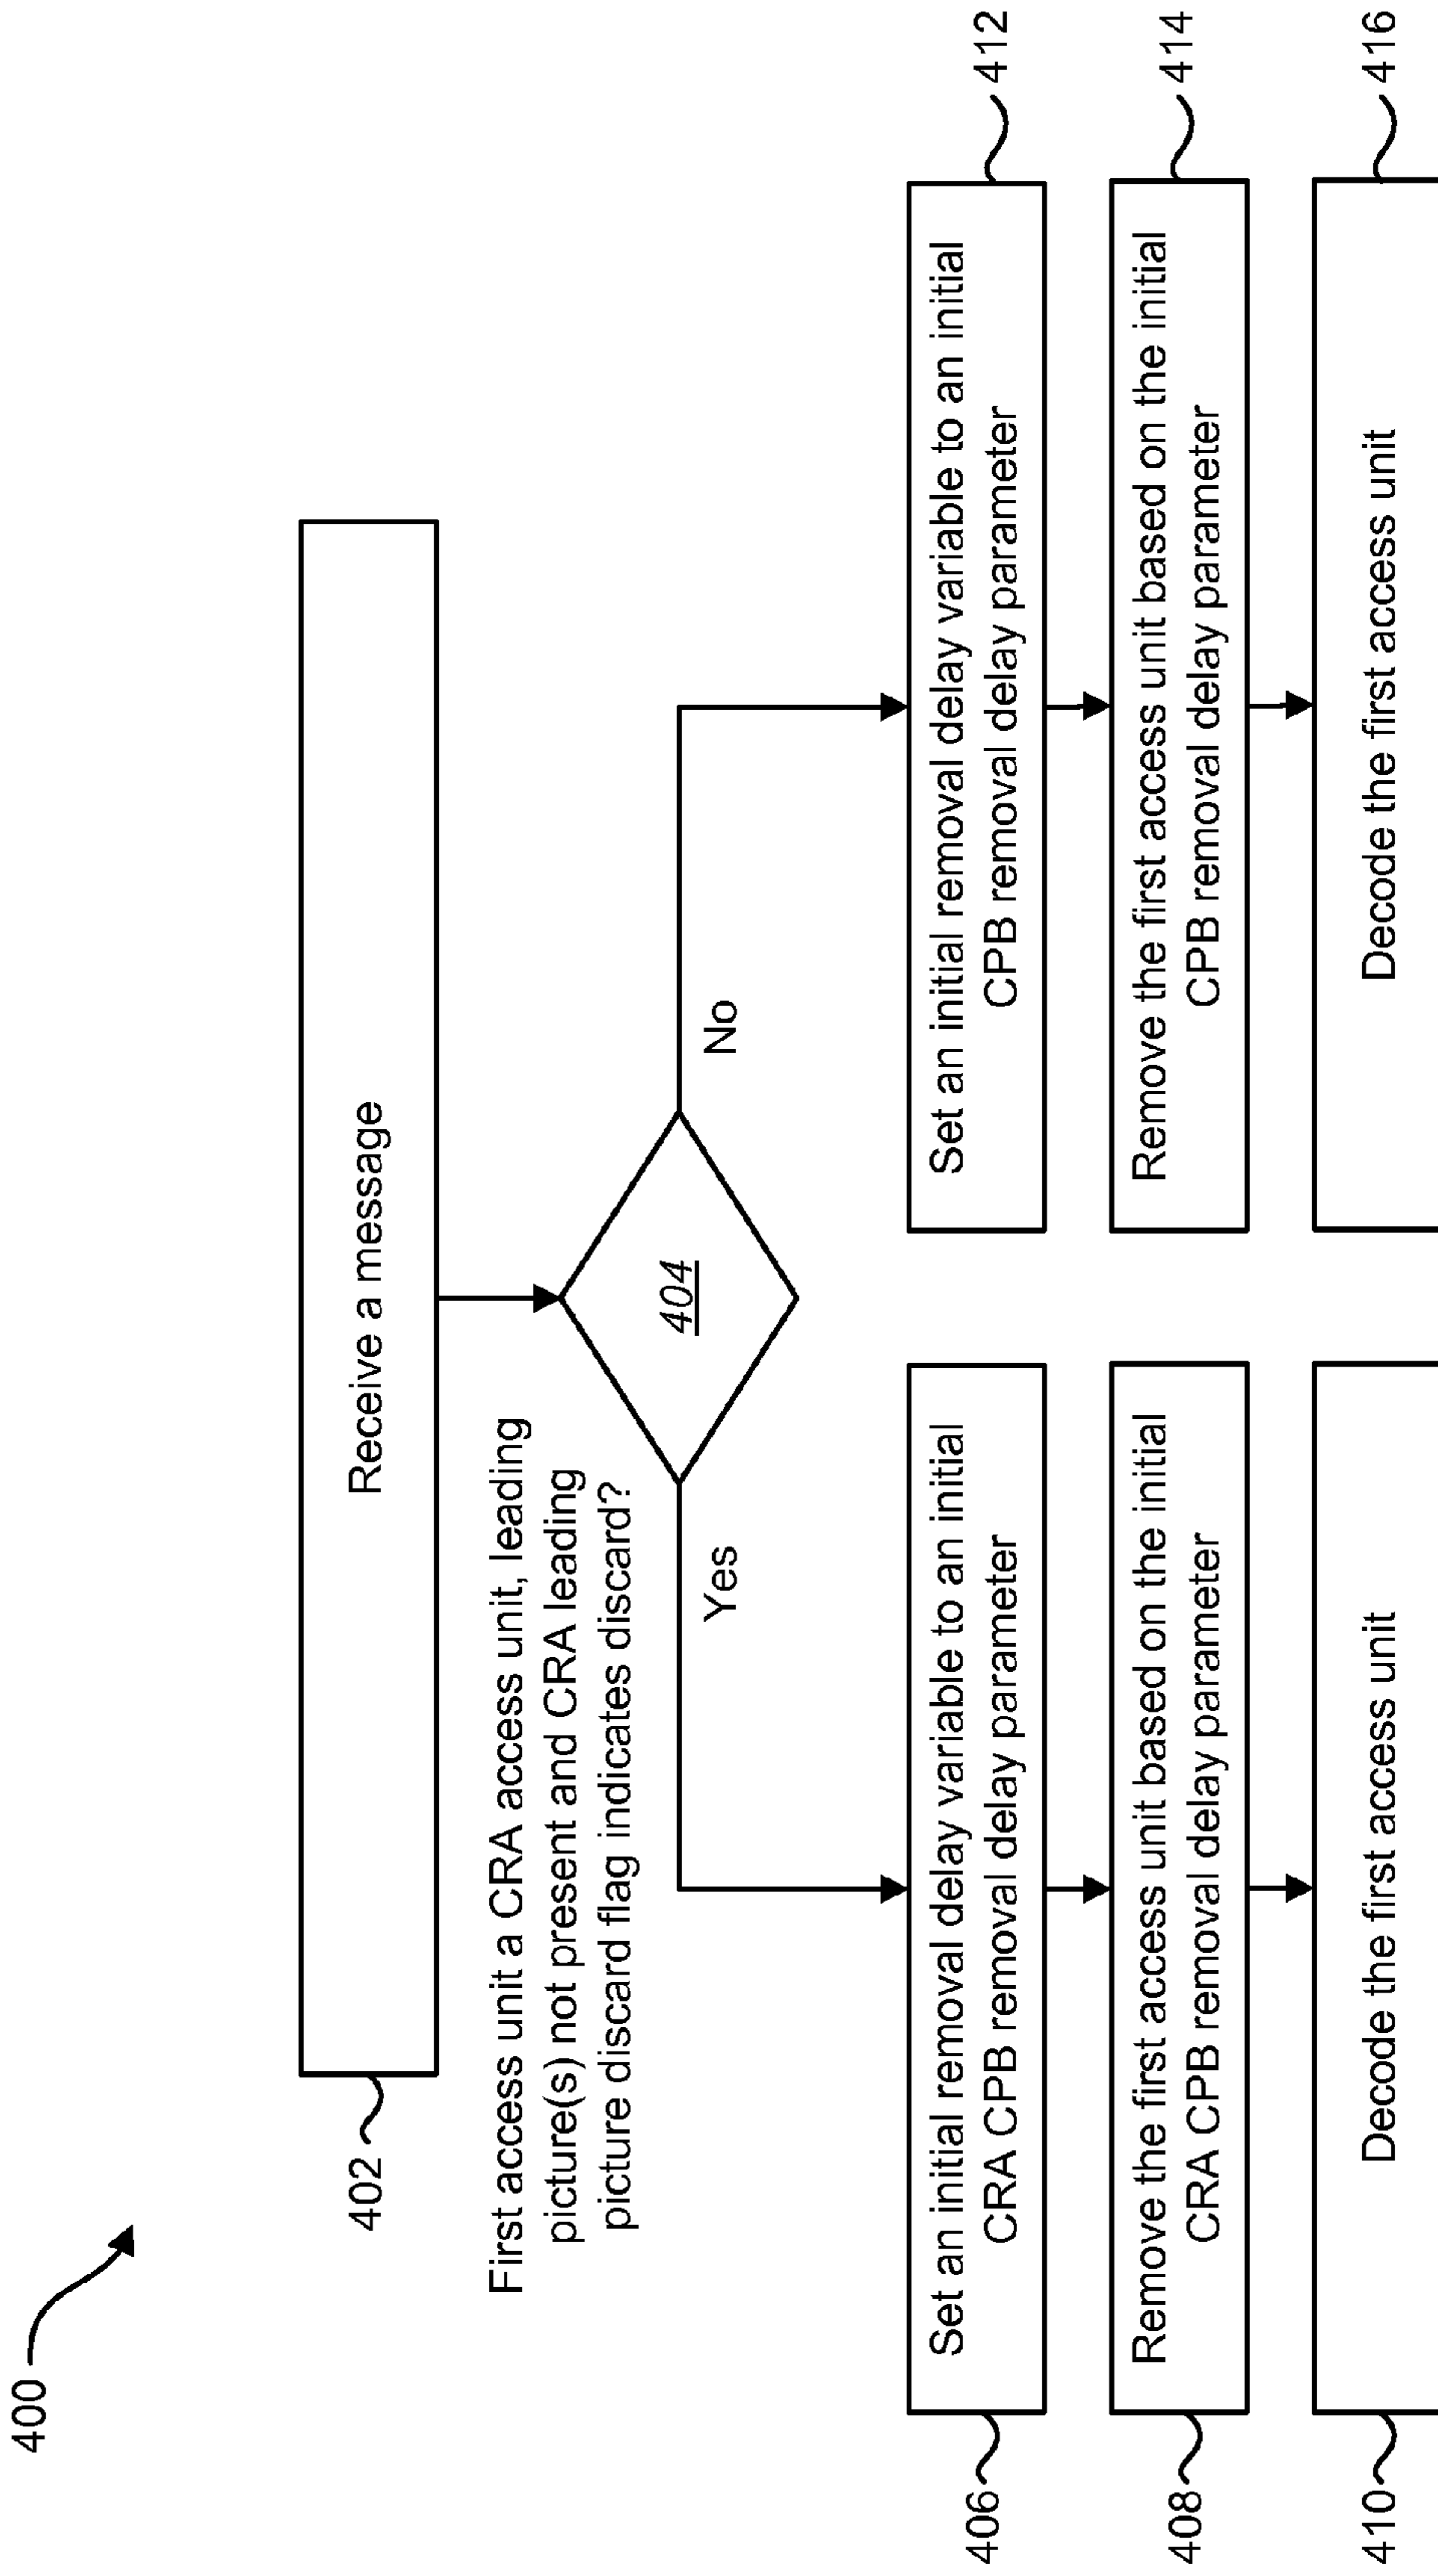 400
402
Receive a message
First access unit a CRA access unit, leading
picture(s) not present and CRA leading
picture discard flag indicates discard?
404
Yes
No
406
Set an initial removal delay variable to an initial
CRA CPB removal delay parameter
412
Set an initial removal delay variable to an initial
CPB removal delay parameter
408
Remove the first access unit based on the initial
CRA CPB removal delay parameter
414
Remove the first access unit based on the initial
CPB removal delay parameter
410
Decode the first access unit
416
Decode the first access unit